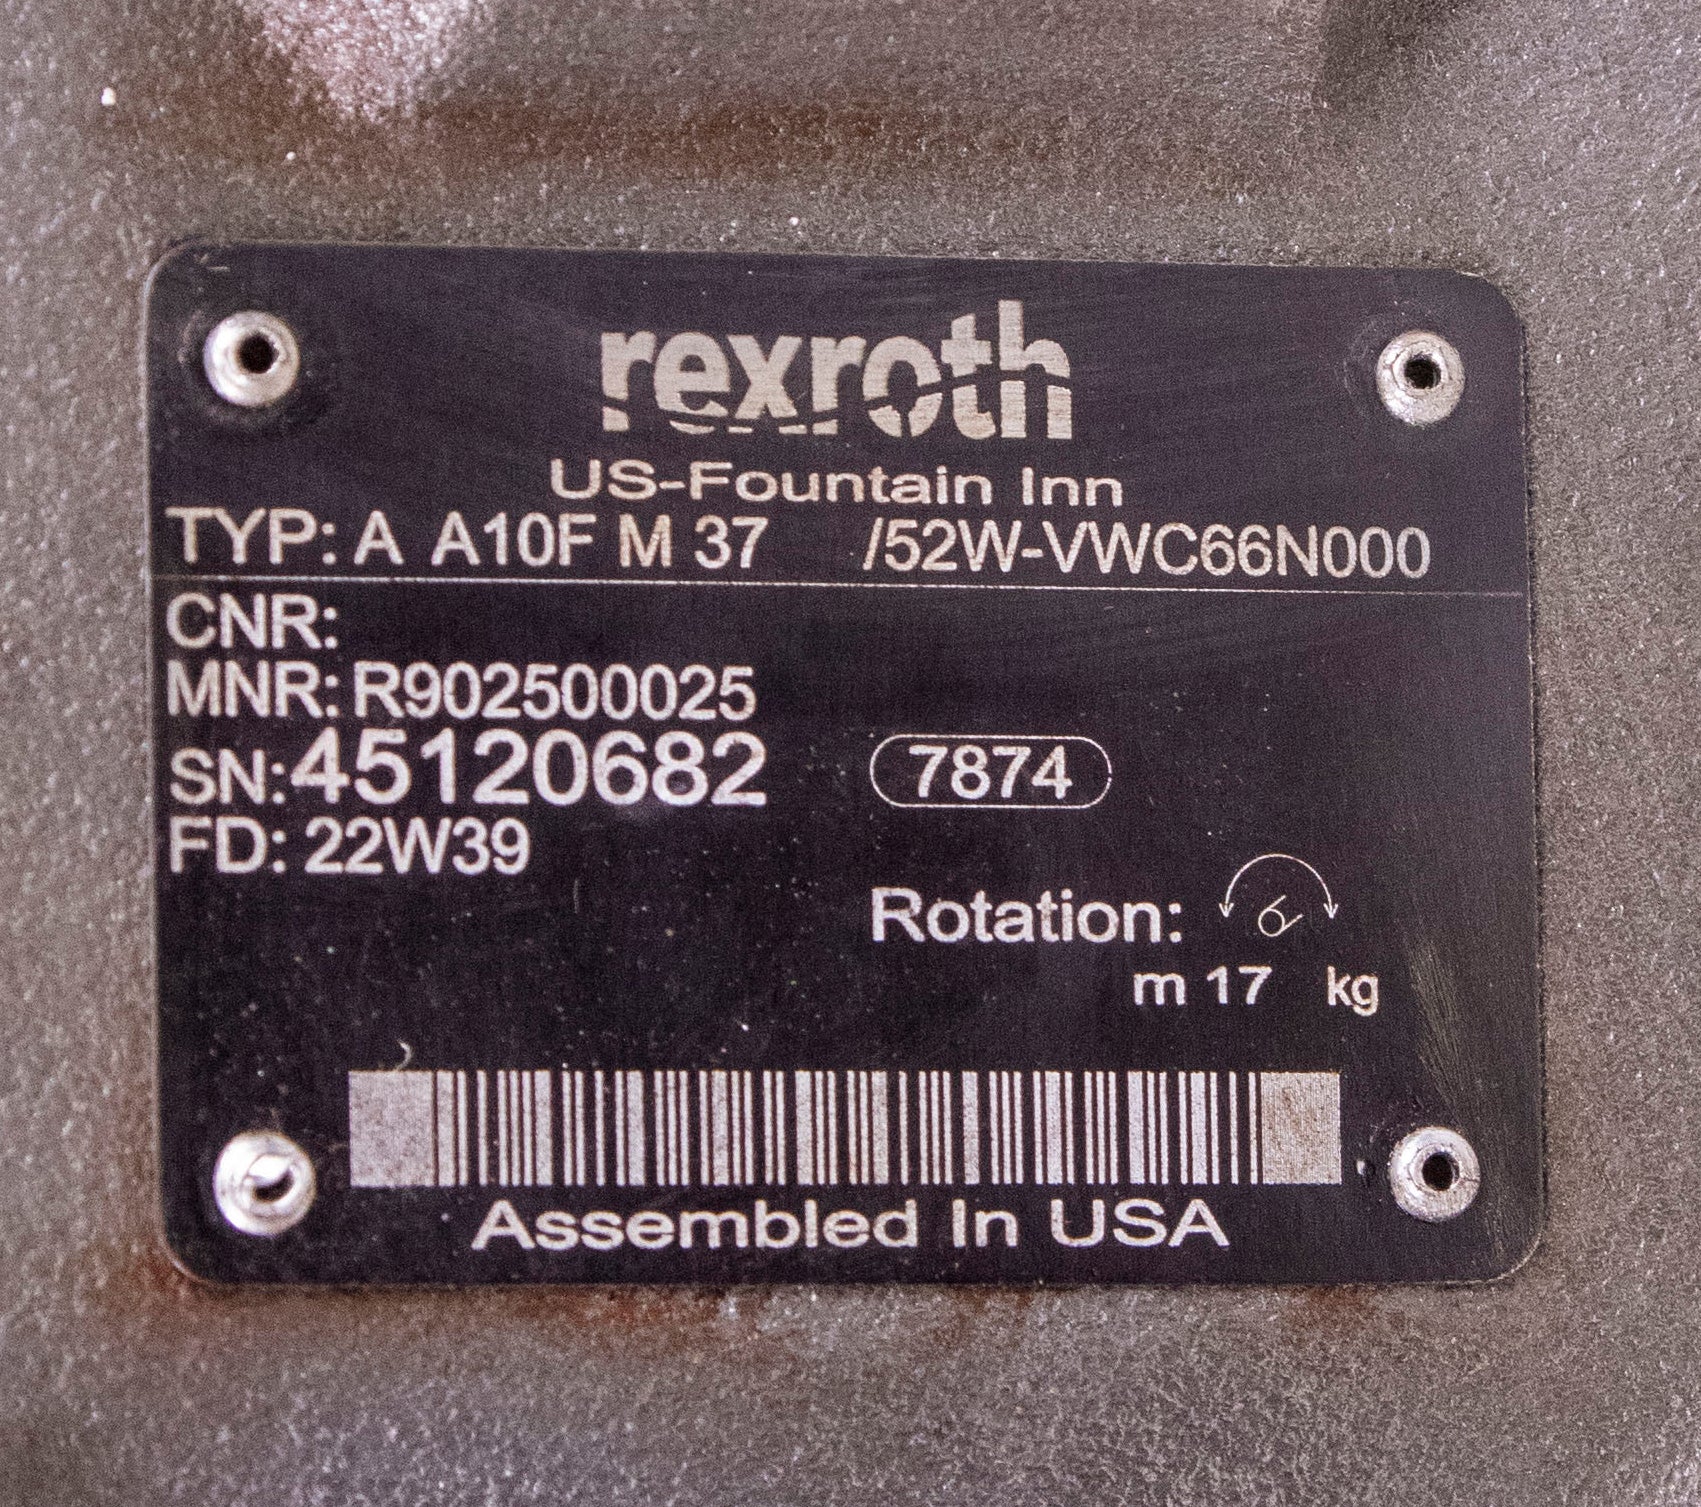 rexroth
US-Fountain Inn
TYP: A A10F M 37 /52W-VWC66N000
CNR:
MNR: R902500025
SN: 45120682 7874
FD: 22W39
Rotation:
m 17 kg
Assembled In USA